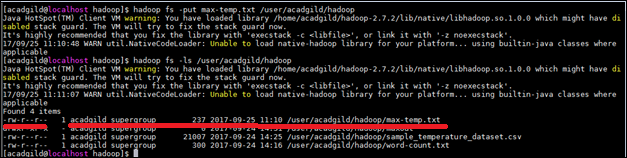 [acadgild@localhost hadoop]$ hadoop fs -put max-temp.txt /user/acadgild/hadoop
Java HotSpot(TM) Client VM warning: You have loaded library /home/acadgild/hadoop-2.7.2/lib/native/libhadoop.so.1.0.0 which might have di
sabled stack guard. The VM will try to fix the stack guard now.
It's highly recommended that you fix the library with 'execstack -c <libfile>', or link it with '-z noexecstack'.
17/09/25 11:10:48 WARN util.NativeCodeLoader: Unable to load native-hadoop library for your platform... using builtin-java classes where
applicable
[acadgild@localhost hadoop]$ hadoop fs -ls /user/acadgild/hadoop
Java HotSpot(TM) Client VM warning: You have loaded library /home/acadgild/hadoop-2.7.2/lib/native/libhadoop.so.1.0.0 which might have di
sabled stack guard. The VM will try to fix the stack guard now.
It's highly recommended that you fix the library with 'execstack -c <libfile>', or link it with '-z noexecstack'.
17/09/25 11:11:07 WARN util.NativeCodeLoader: Unable to load native-hadoop library for your platform... using builtin-java classes where
applicable
Found 4 items
-rw-r--r-- 1 acadgild supergroup 237 2017-09-25 11:10 /user/acadgild/hadoop/max-temp.txt
- acadgild supergroup 0 2017-09-24
-rw-r--r-- 1 acadgild supergroup 21007 2017-09-24 14:25 /user/acadgild/hadoop/sample_temperature_dataset.csv
-rw-r--r-- 1 acadgild supergroup 300 2017-09-24 14:16 /user/acadgild/hadoop/word-count.txt
[acadgild@localhost hadoop]$